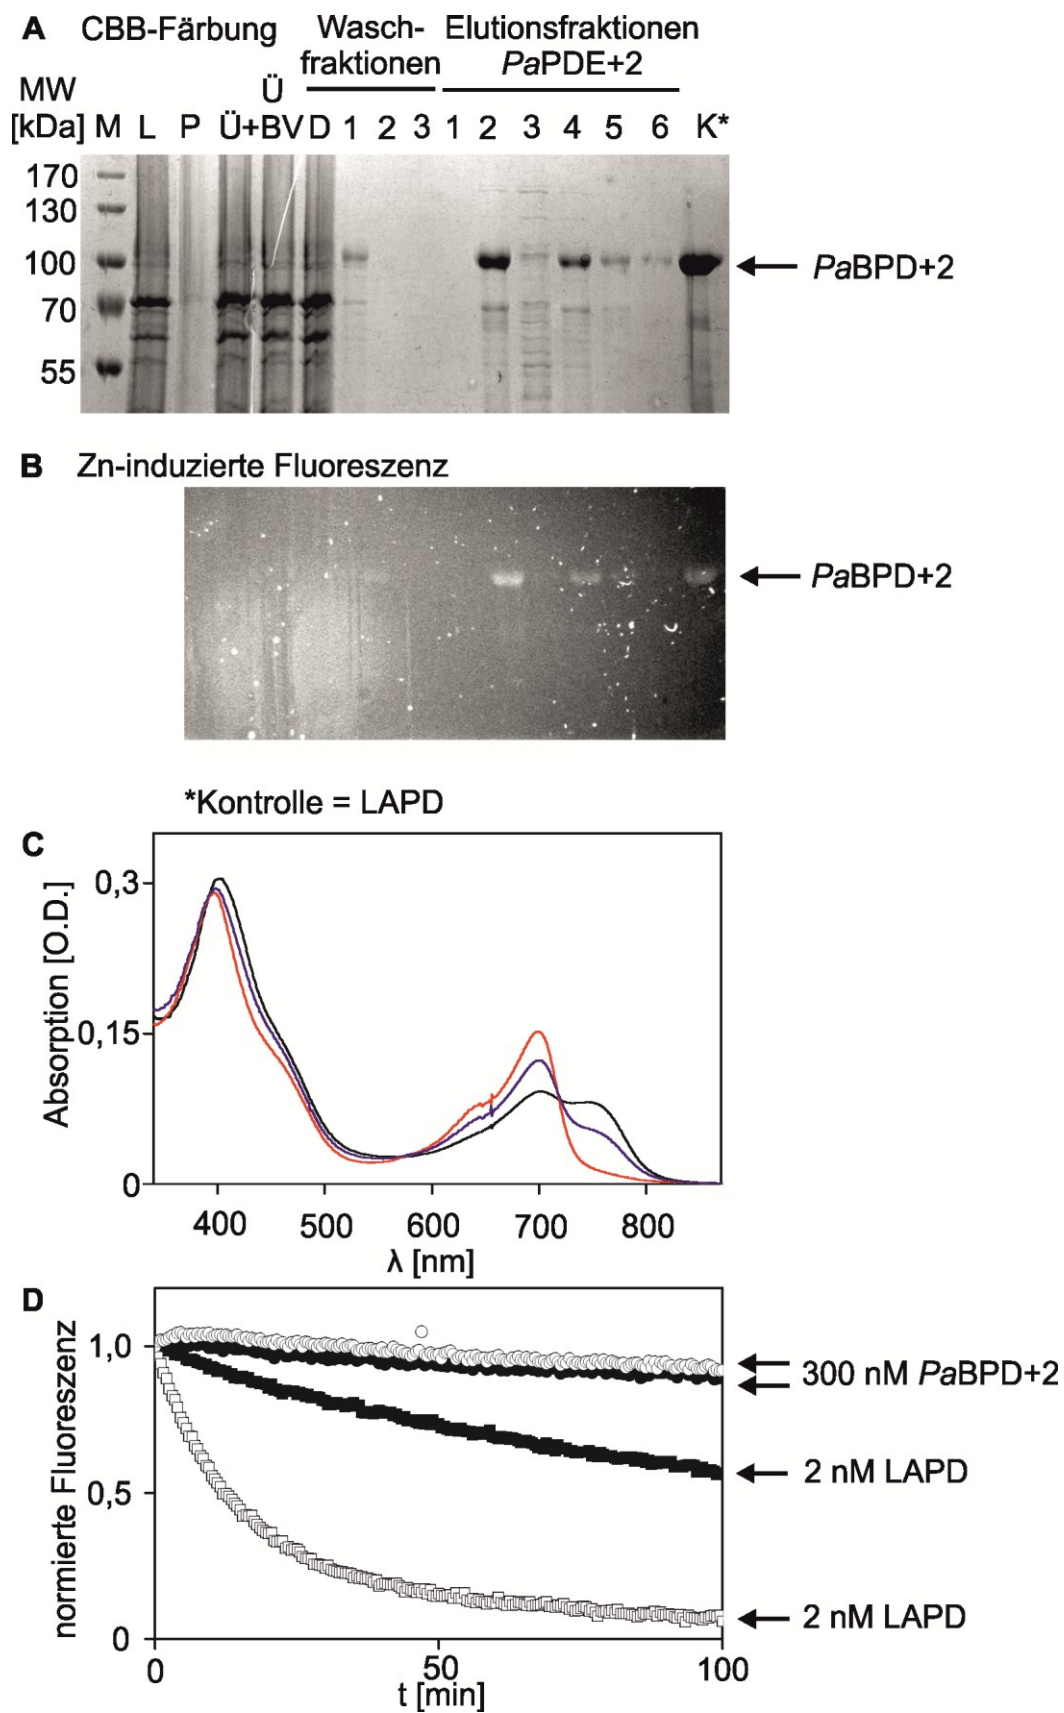 A CBB-Färbung Wasch- Elutionsfraktionen
fraktionen PaPDE+2
MW Ü
[kDa] M L P Ü+BV D 1 2 3 1 2 3 4 5 6 K*
170
130
100
PaBPD+2
70
55
B Zn-induzierte Fluoreszenz
PaBPD+2
*Kontrolle = LAPD
C
0,3
0,15
0
Absorption [O.D.]
400 500 600 700 800
λ [nm]
D
1,0
0,5
0
normierte Fluoreszenz
300 nM PaBPD+2
2 nM LAPD
2 nM LAPD
0 50 100
t [min]